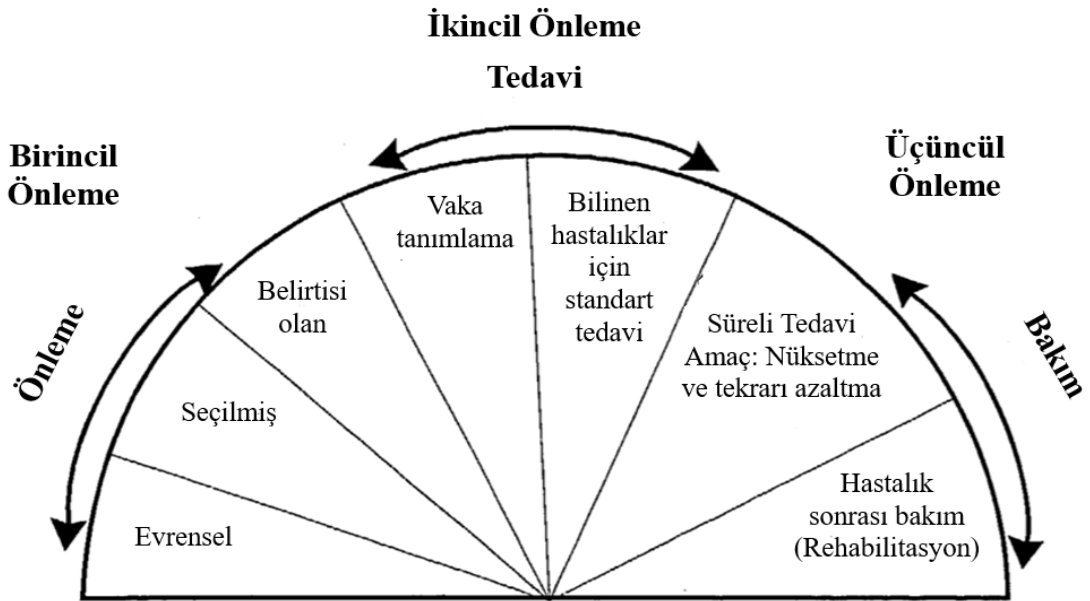 İkincil Önleme
Tedavi
Birincil
Önleme
Üçüncül
Önleme
Önleme
Bakım
Evrensel
Seçilmiş
Belirtisi
olan
Vaka
tanımlama
Bilinen
hastalıklar
için
standart
tedavi
Süreli Tedavi
Amaç: Nüksetme
ve tekrarı azaltma
Hastalık
sonrası bakım
(Rehabilitasyon)